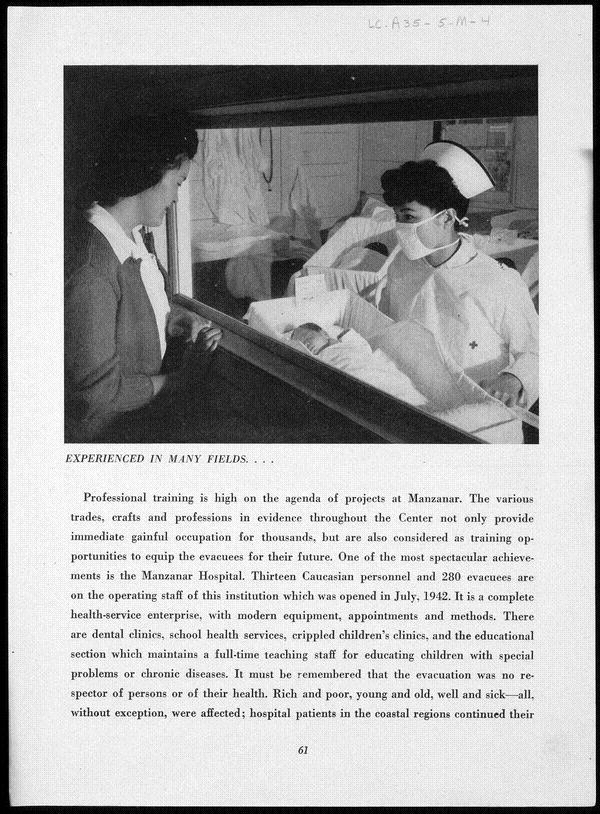 LC-A35-5-M-4
EXPERIENCED IN MANY FIELDS. . . .
Professional training is high on the agenda of projects at Manzanar. The various
trades, crafts and professions in evidence throughout the Center not only provide
immediate gainful occupation for thousands, but are also considered as training op-
portunities to equip the evacuees for their future. One of the most spectacular achieve-
ments is the Manzanar Hospital. Thirteen Caucasian personnel and 280 evacuees are
on the operating staff of this institution which was opened in July, 1942. It is a complete
health-service enterprise, with modern equipment, appointments and methods. There
are dental clinics, school health services, crippled children's clinics, and the educational
section which maintains a full-time teaching staff for educating children with special
problems or chronic diseases. It must be remembered that the evacuation was no re-
spector of persons or of their health. Rich and poor, young and old, well and sick—all,
without exception, were affected; hospital patients in the coastal regions continued their
61